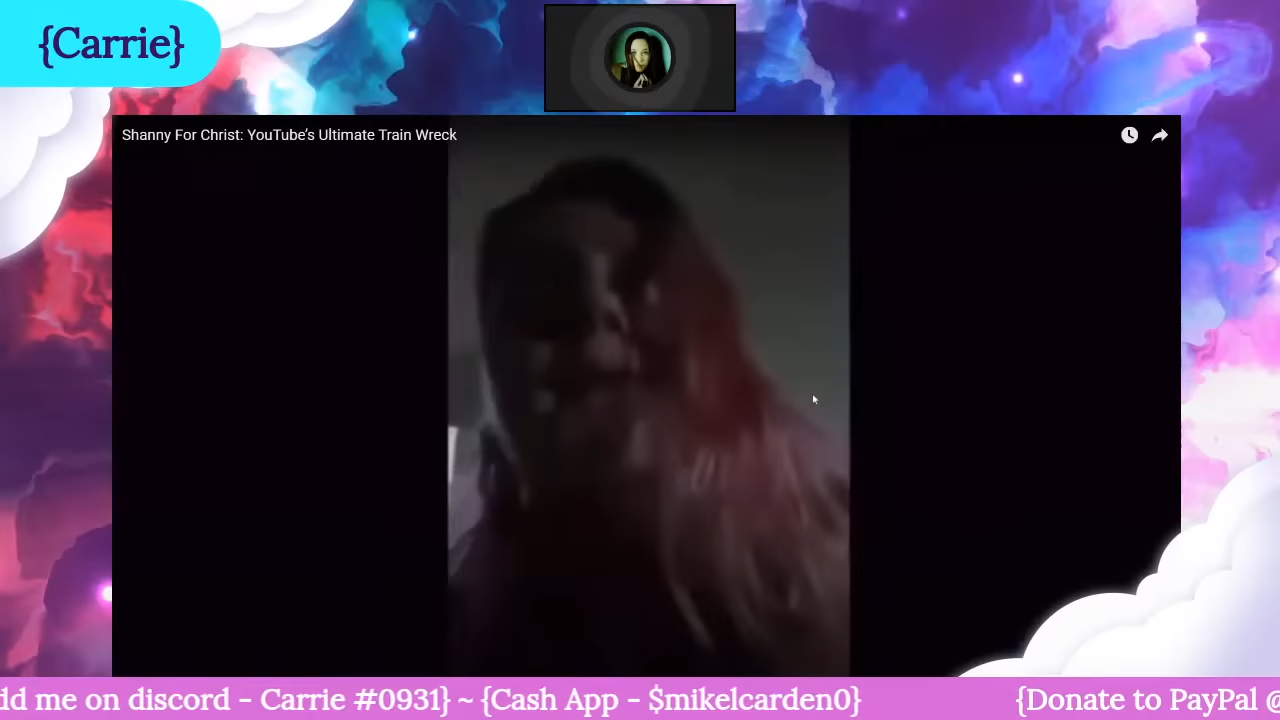 {Carrie}
Shanny For Christ: YouTube's Ultimate Train Wreck
dd me on discord - Carrie #0931} ~ {Cash App - $mikelcarden0}
{Donate to PayPal @